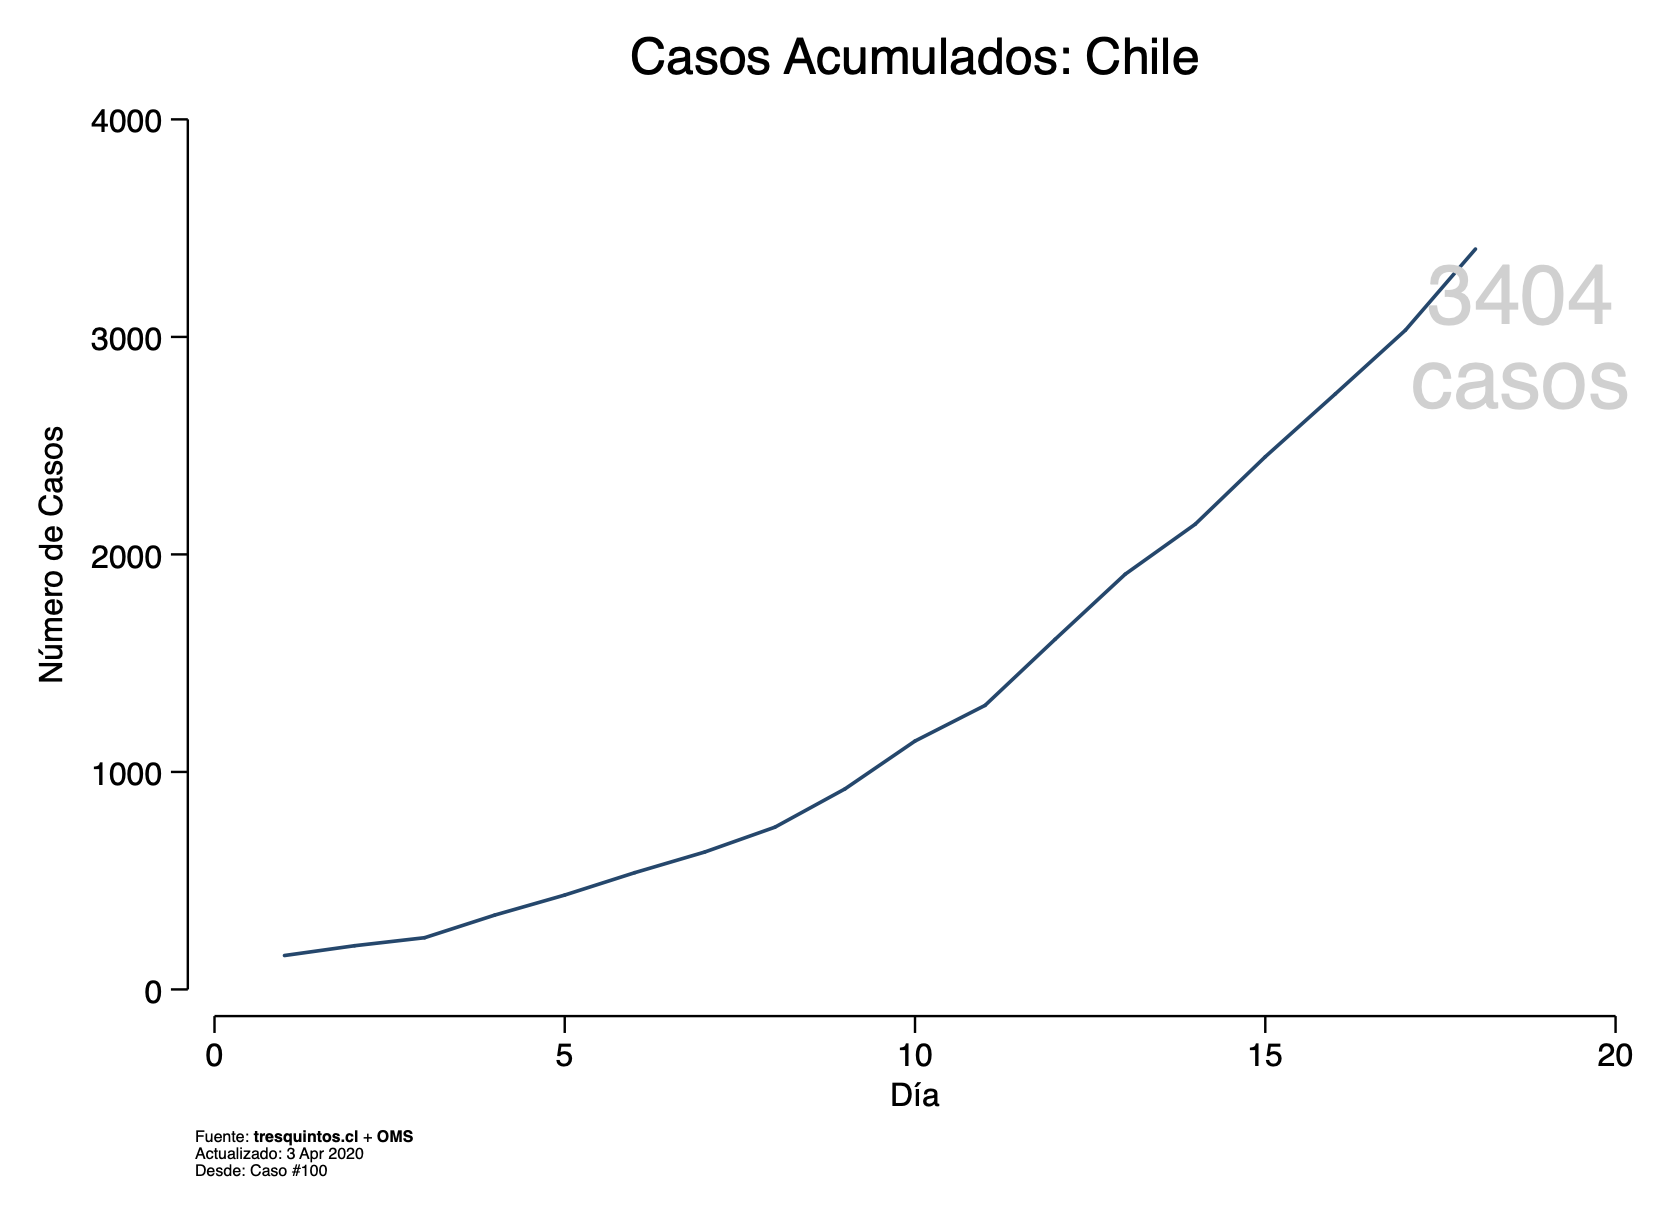 Casos Acumulados: Chile
4000
3000
2000
1000
0
Número de Casos
3404
casos
0 5 10 15 20
Día
Fuente: tresquintos.cl + OMS
Actualizado: 3 Apr 2020
Desde: Caso #100